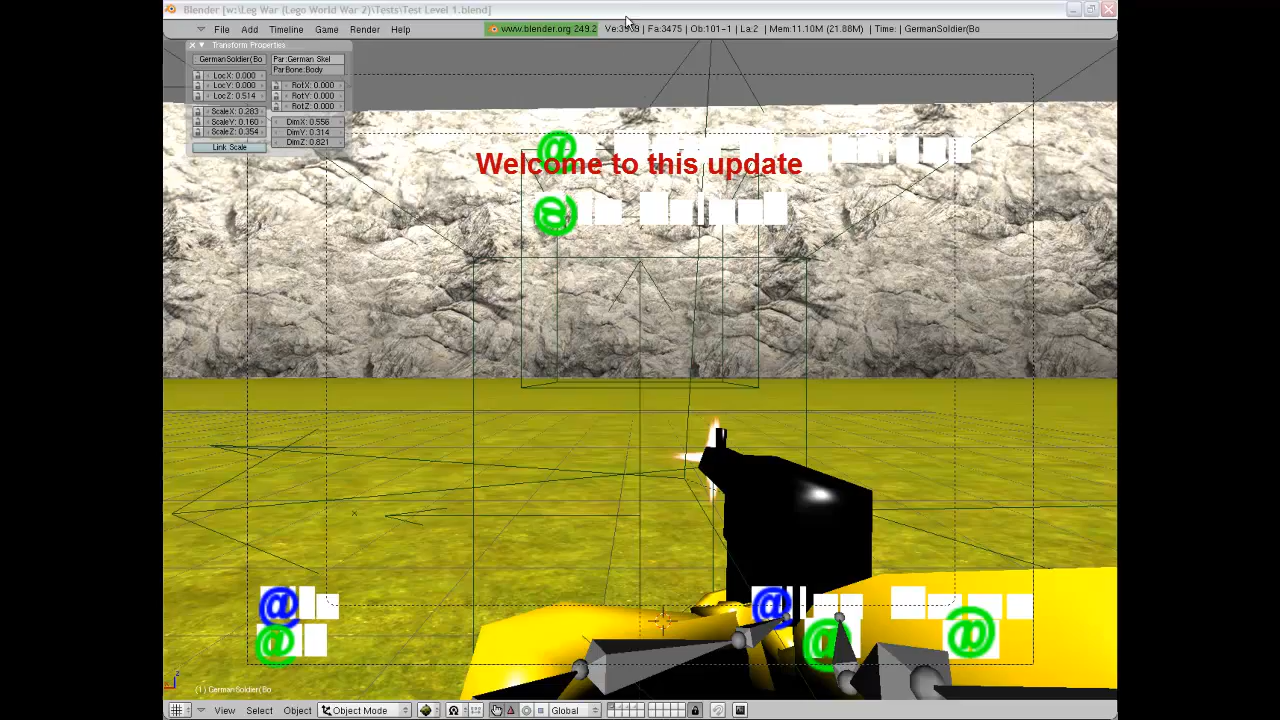 Blender [w:\Leg War (Lego World War 2)\Tests\Test Level 1.blend]
File Add Timeline Game Render Help www.blender.org 249.2 | Fa:3475 | Ob:101-1 | La:2 | Mem:11.10M (21.88M) | Time: | GermanSoldier(Bo
Transform Properties
GermanSoldier(Bo Par:German Skel
ParBone:Body
LocX: 0.000
LocY: 0.000 RotX: 0.000
LocZ: 0.514 RotY: 0.000
RotZ: 0.000
ScaleX: 0.283
ScaleY: 0.160 DimX: 0.556
ScaleZ: 0.354 DimY: 0.314
DimZ: 0.821
Link Scale
@
Welcome to this update
@
@ @
@ @ @
(1) GermanSoldier(Bo
View Select Object Object Mode Global